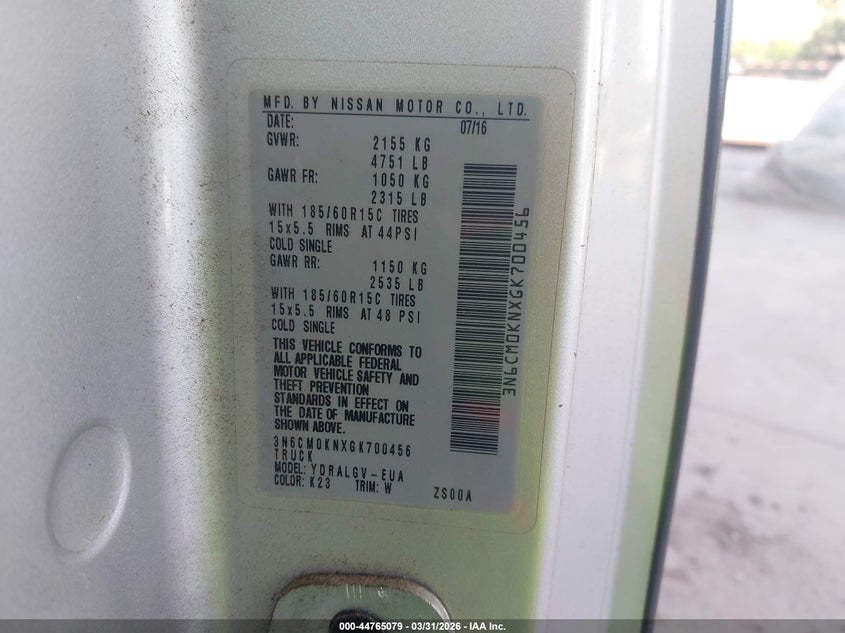 MFD. BY NISSAN MOTOR CO., LTD.
DATE: 07/16
GVWR: 2155 KG
4751 LB
GAWR FR: 1050 KG
2315 LB
WITH 185/60R15C TIRES
15x5.5 RIMS AT 44PSI
COLD SINGLE
GAWR RR: 1150 KG
2535 LB
WITH 185/60R15C TIRES
15x5.5 RIMS AT 48 PSI
COLD SINGLE
THIS VEHICLE CONFORMS TO
ALL APPLICABLE FEDERAL
MOTOR VEHICLE SAFETY AND
THEFT PREVENTION
STANDARDS IN EFFECT ON
THE DATE OF MANUFACTURE
SHOWN ABOVE.
3N6CM0KNXGK700456
TRUCK
MODEL: YDRALGV-EUA
COLOR: K23 TRIM: W ZS00A
3N6CM0KNXGK700456
000-44765079 - 03/31/2026 - IAA Inc.